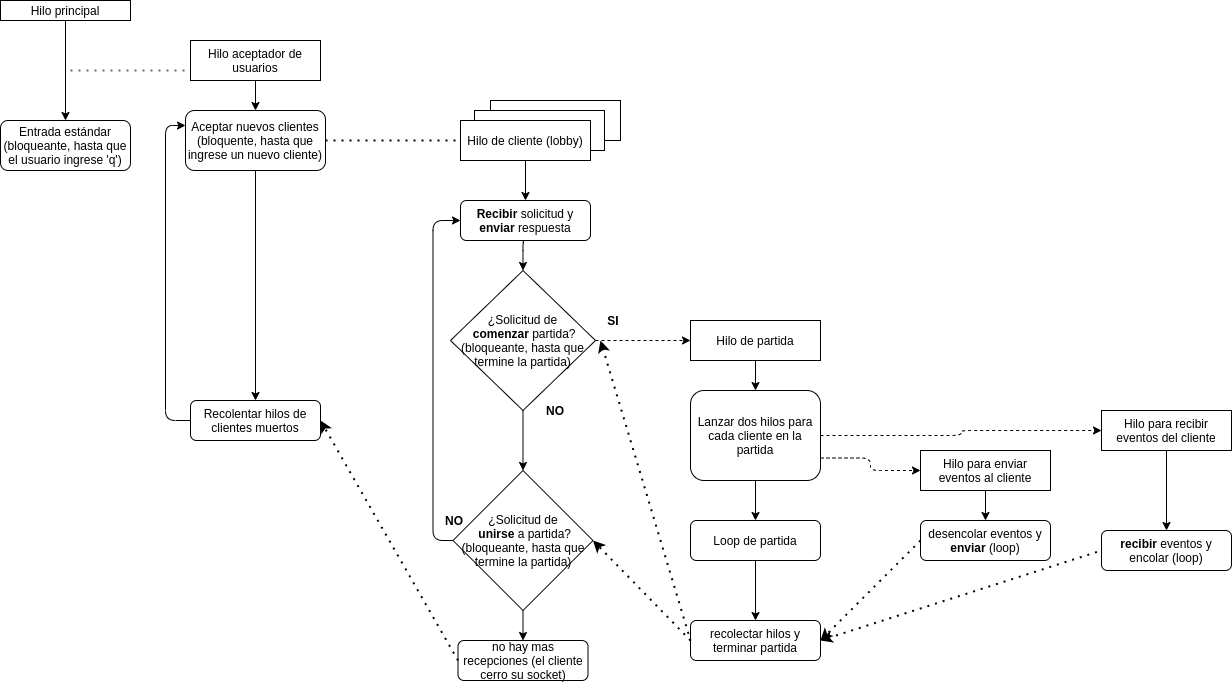 Hilo principal
Entrada estándar
(bloqueante, hasta que
el usuario ingrese 'q')
Hilo aceptador de
usuarios
Aceptar nuevos clientes
(bloquente, hasta que
ingrese un nuevo cliente)
Recolentar hilos de
clientes muertos
Hilo de cliente (lobby)
Recibir solicitud y
enviar respuesta
¿Solicitud de
comenzar partida?
(bloqueante, hasta que
termine la partida)
SI
NO
¿Solicitud de
unirse a partida?
(bloqueante, hasta que
termine la partida)
NO
no hay mas
recepciones (el cliente
cerro su socket)
Hilo de partida
Lanzar dos hilos para
cada cliente en la
partida
Loop de partida
recolectar hilos y
terminar partida
Hilo para enviar
eventos al cliente
desencolar eventos y
enviar (loop)
Hilo para recibir
eventos del cliente
recibir eventos y
encolar (loop)